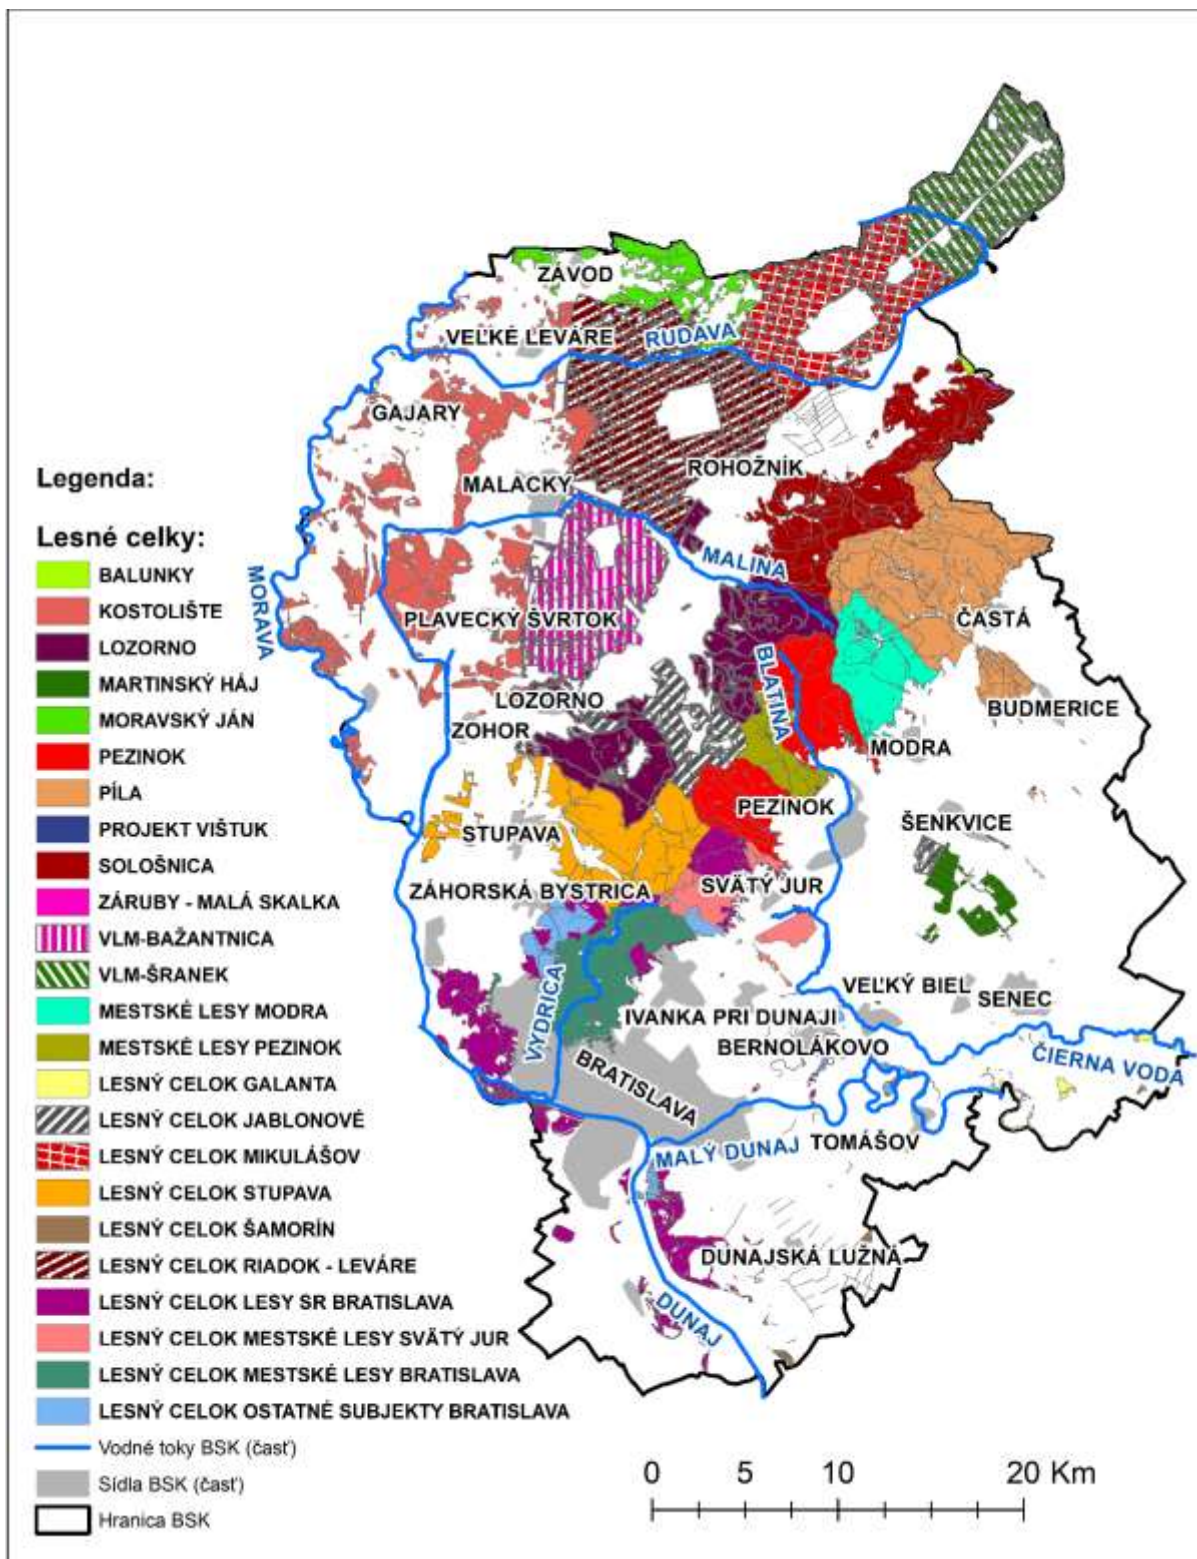 ZÁVOD
VEĽKÉ LEVÁRE
RUDAVA
GAJARY
ROHOŽNÍK
MALACKY
MALINA
MORAVA
PLAVECKÝ ŠVRTOK
ČASTÁ
BLATINA
LOZORNO
BUDMERICE
ZOHOR
MODRA
PEZINOK
STUPAVA
ŠENKVICE
ZÁHORSKÁ BYSTRICA
SVÄTÝ JUR
VYDRICA
VEĽKÝ BIEL
SENEC
IVANKA PRI DUNAJI
BERNOLÁKOVO
ČIERNA VODA
BRATISLAVA
MALÝ DUNAJ
TOMÁŠOV
DUNAJSKÁ LUŽNÁ
DUNAJ
Legenda:
Lesné celky:
BALUNKY
KOSTOLIŠTE
LOZORNO
MARTINSKÝ HÁJ
MORAVSKÝ JÁN
PEZINOK
PÍLA
PROJEKT VIŠTUK
SOLOŠNICA
ZÁRUBY - MALÁ SKALKA
VLM-BAŽANTNICA
VLM-ŠRANEK
MESTSKÉ LESY MODRA
MESTSKÉ LESY PEZINOK
LESNÝ CELOK GALANTA
LESNÝ CELOK JABLONOVÉ
LESNÝ CELOK MIKULÁŠOV
LESNÝ CELOK STUPAVA
LESNÝ CELOK ŠAMORÍN
LESNÝ CELOK RIADOK - LEVÁRE
LESNÝ CELOK LESY SR BRATISLAVA
LESNÝ CELOK MESTSKÉ LESY SVÄTÝ JUR
LESNÝ CELOK MESTSKÉ LESY BRATISLAVA
LESNÝ CELOK OSTATNÉ SUBJEKTY BRATISLAVA
Vodné toky BSK (časť)
Sídla BSK (časť)
Hranica BSK
0 5 10 20 Km